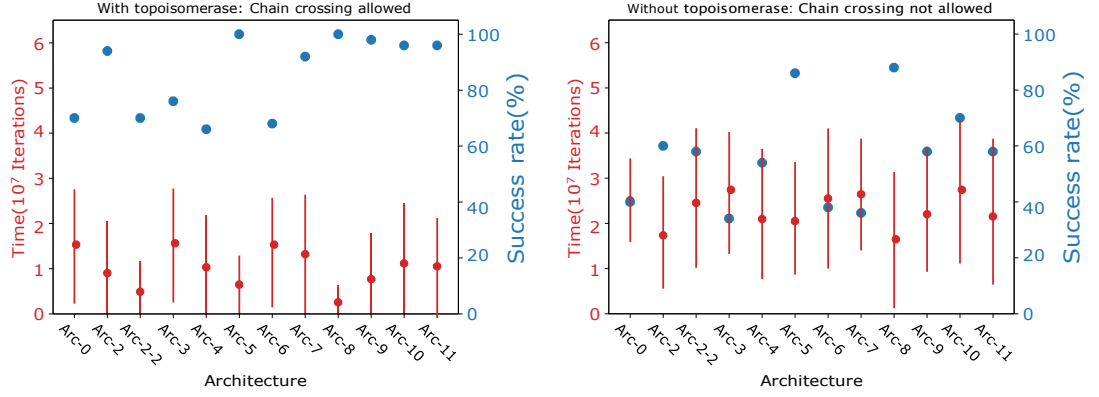 With topoisomerase: Chain crossing allowed
6
5
4
3
2
1
0
Time(10⁷ Iterations)
100
80
60
40
20
0
Success rate(%)
Arc-0
Arc-2
Arc-2-2
Arc-3
Arc-4
Arc-5
Arc-6
Arc-7
Arc-8
Arc-9
Arc-10
Arc-11
Architecture
Without topoisomerase: Chain crossing not allowed
6
5
4
3
2
1
0
Time(10⁷ Iterations)
100
80
60
40
20
0
Success rate(%)
Arc-0
Arc-2
Arc-2-2
Arc-3
Arc-4
Arc-5
Arc-6
Arc-7
Arc-8
Arc-9
Arc-10
Arc-11
Architecture